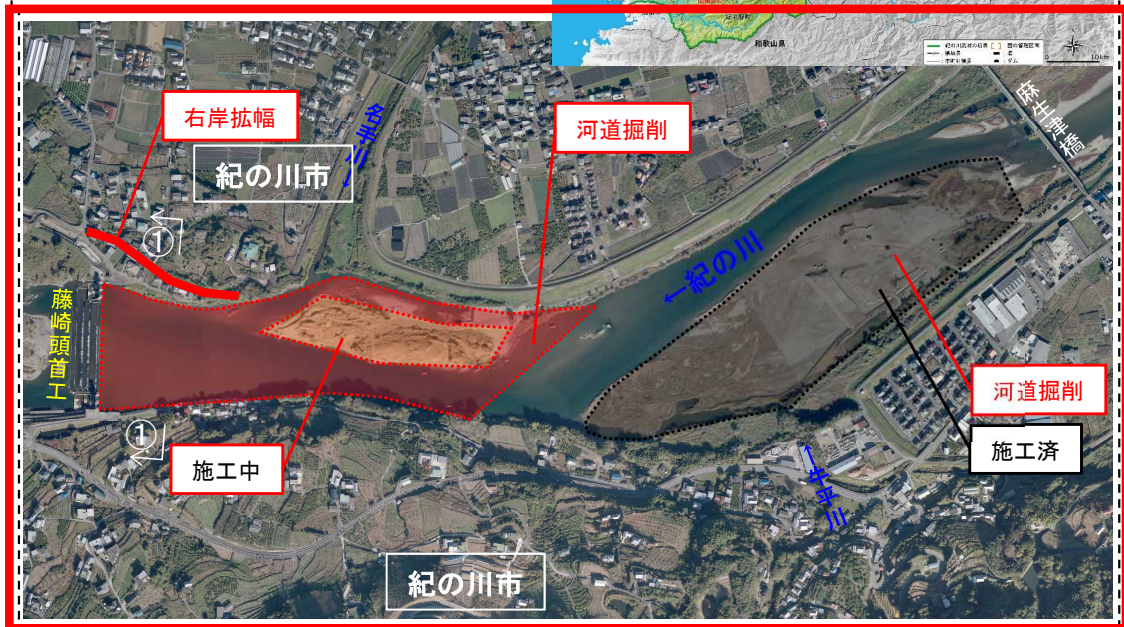 和歌山県
10km
右岸拡幅
名手川
河道掘削
麻生津橋
紀の川市
①
←紀の川
藤崎頭首工
河道掘削
①
施工中
施工済
←牛平川
紀の川市